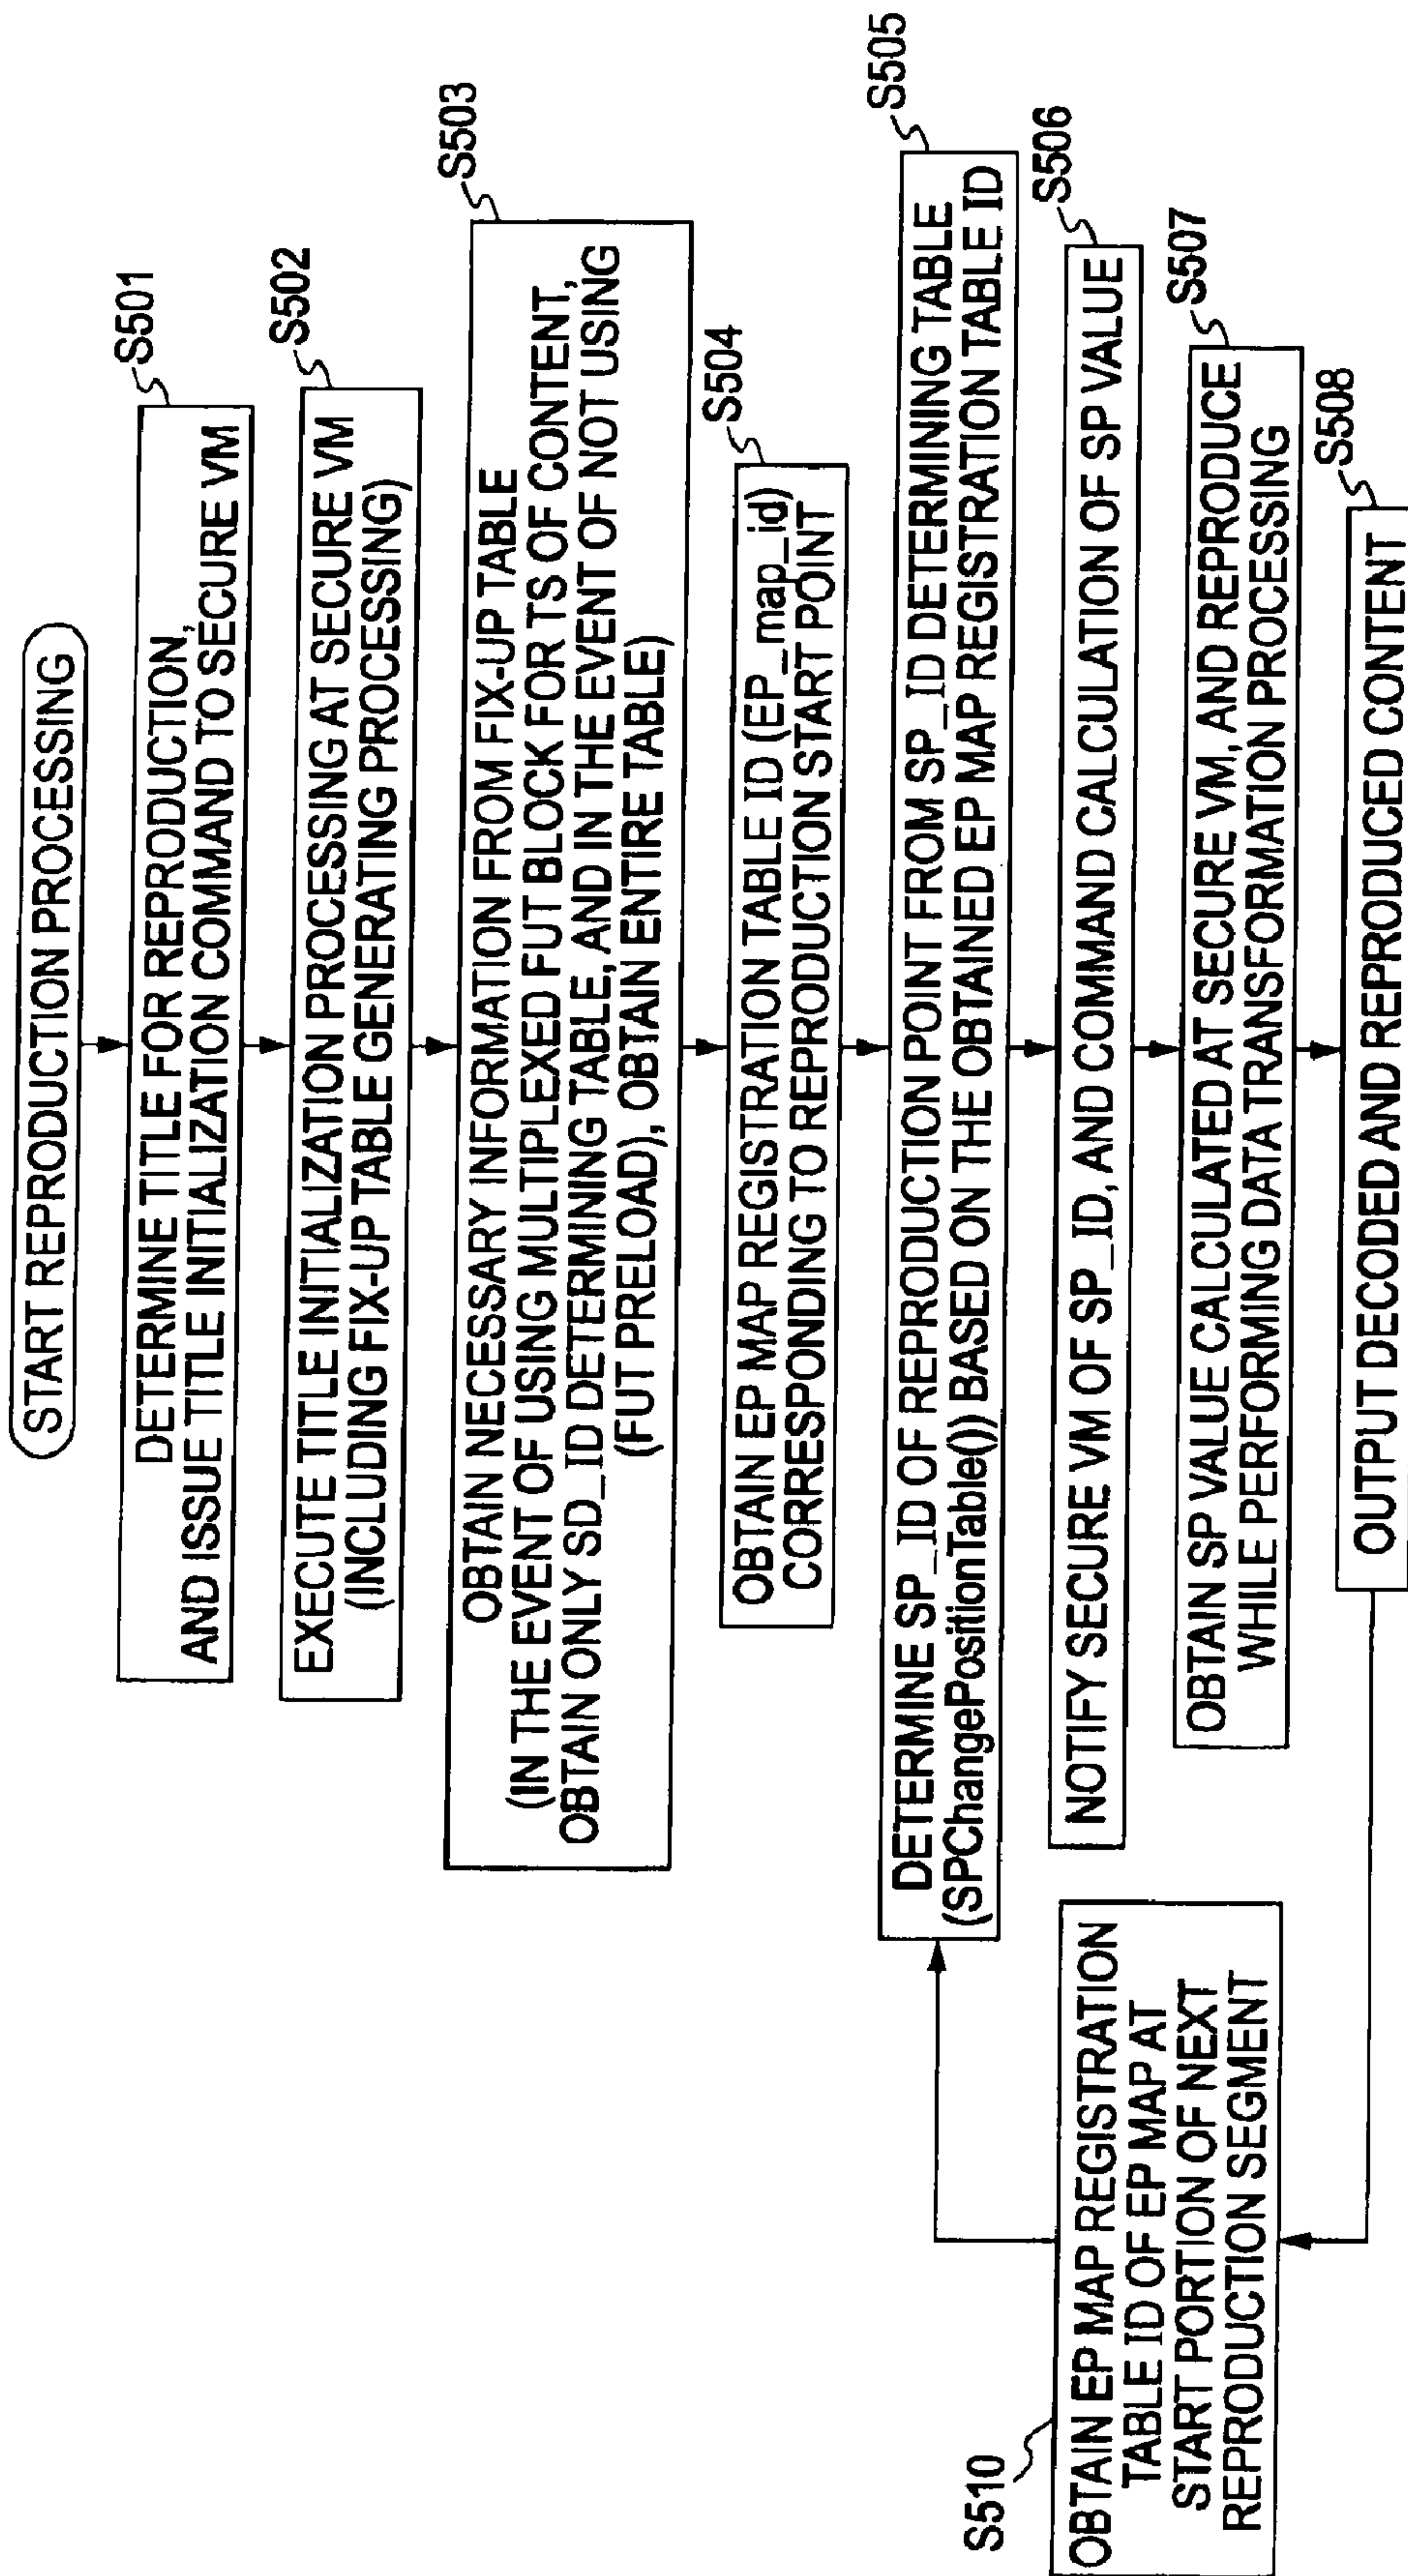 START REPRODUCTION PROCESSING
S501
DETERMINE TITLE FOR REPRODUCTION,
AND ISSUE TITLE INITIALIZATION COMMAND TO SECURE VM
S502
EXECUTE TITLE INITIALIZATION PROCESSING AT SECURE VM
(INCLUDING FIX-UP TABLE GENERATING PROCESSING)
S503
OBTAIN NECESSARY INFORMATION FROM FIX-UP TABLE
(IN THE EVENT OF USING MULTIPLEXED FUT BLOCK FOR TS OF CONTENT,
OBTAIN ONLY SD_ID DETERMINING TABLE, AND IN THE EVENT OF NOT USING
(FUT PRELOAD), OBTAIN ENTIRE TABLE)
S504
OBTAIN EP MAP REGISTRATION TABLE ID (EP_map_id)
CORRESPONDING TO REPRODUCTION START POINT
S505
DETERMINE SP_ID OF REPRODUCTION POINT FROM SP_ID DETERMINING TABLE
(SPChangePositionTable()) BASED ON THE OBTAINED EP MAP REGISTRATION TABLE ID
S506
NOTIFY SECURE VM OF SP_ID, AND COMMAND CALCULATION OF SP VALUE
S507
OBTAIN SP VALUE CALCULATED AT SECURE VM, AND REPRODUCE
WHILE PERFORMING DATA TRANSFORMATION PROCESSING
S508
OUTPUT DECODED AND REPRODUCED CONTENT
S510
OBTAIN EP MAP REGISTRATION
TABLE ID OF EP MAP AT
START PORTION OF NEXT
REPRODUCTION SEGMENT